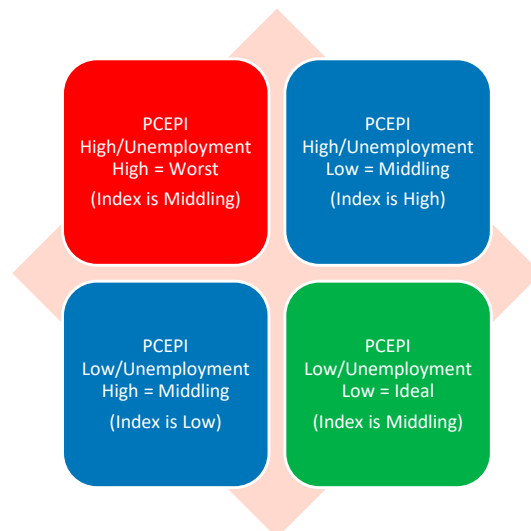 PCEPI
High/Unemployment
High = Worst
(Index is Middling)
PCEPI
High/Unemployment
Low = Middling
(Index is High)
PCEPI
Low/Unemployment
High = Middling
(Index is Low)
PCEPI
Low/Unemployment
Low = Ideal
(Index is Middling)